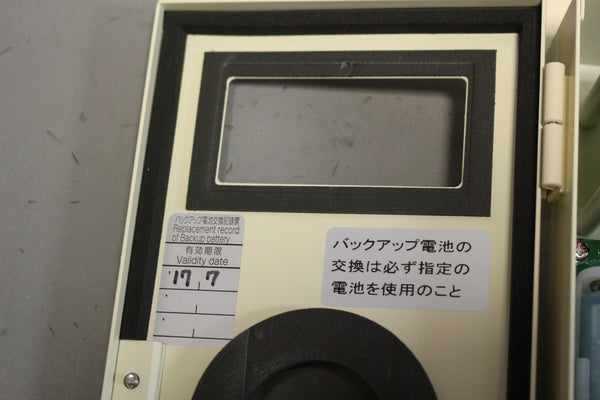 バックアップ電池交換記録票
Replacement record
of Backup battery
有効期限
Validity date
'17, 7
バックアップ電池の
交換は必ず指定の
電池を使用のこと